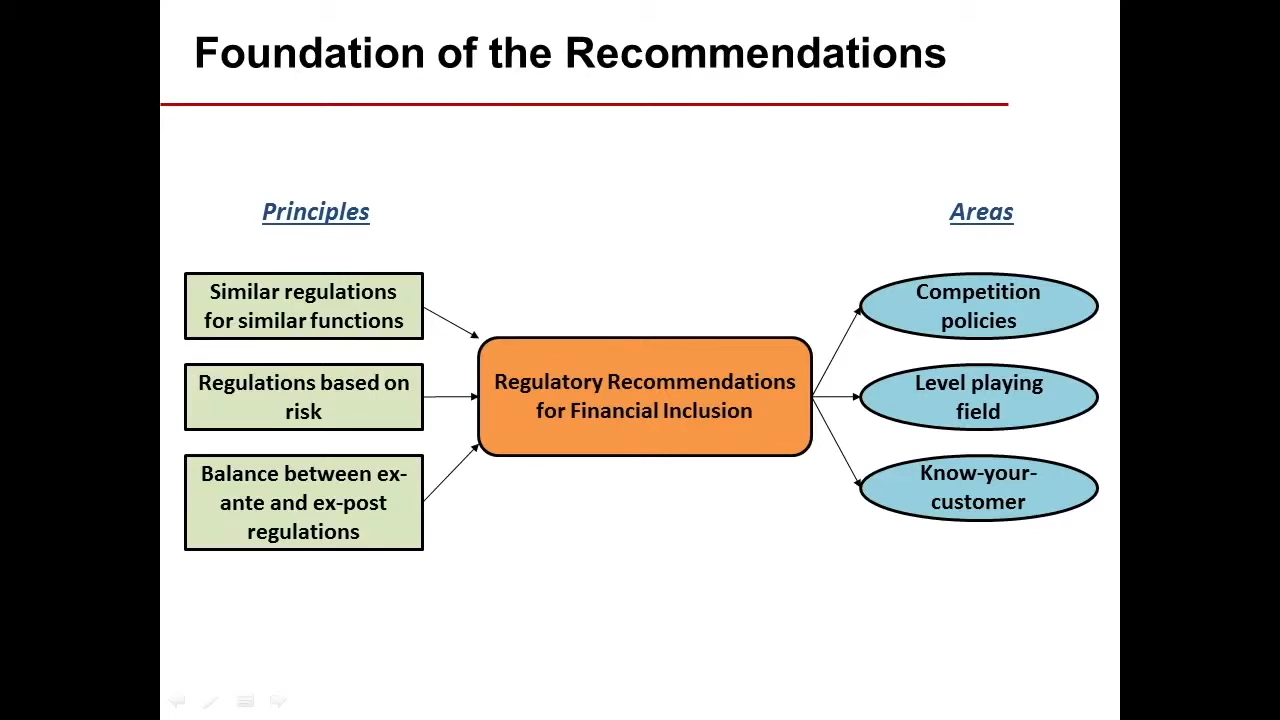 Foundation of the Recommendations
Principles
Areas
Similar regulations
for similar functions
Regulations based on
risk
Balance between ex-
ante and ex-post
regulations
Regulatory Recommendations
for Financial Inclusion
Competition
policies
Level playing
field
Know-your-
customer